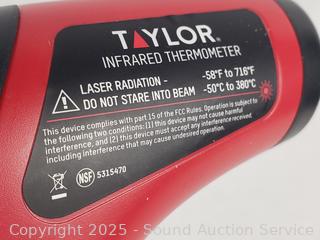 TAYLOR®
INFRARED THERMOMETER
LASER RADIATION - -58°F to 716°F
DO NOT STARE INTO BEAM -50°C to 380°C
This device complies with part 15 of the FCC Rules. Operation is subject to
the following two conditions: (1) this device may not cause harmful
interference, and (2) this device must accept any interference received,
including interference that may cause undesired operation.
NSF 5315470
Copyright 2025 - Sound Auction Service